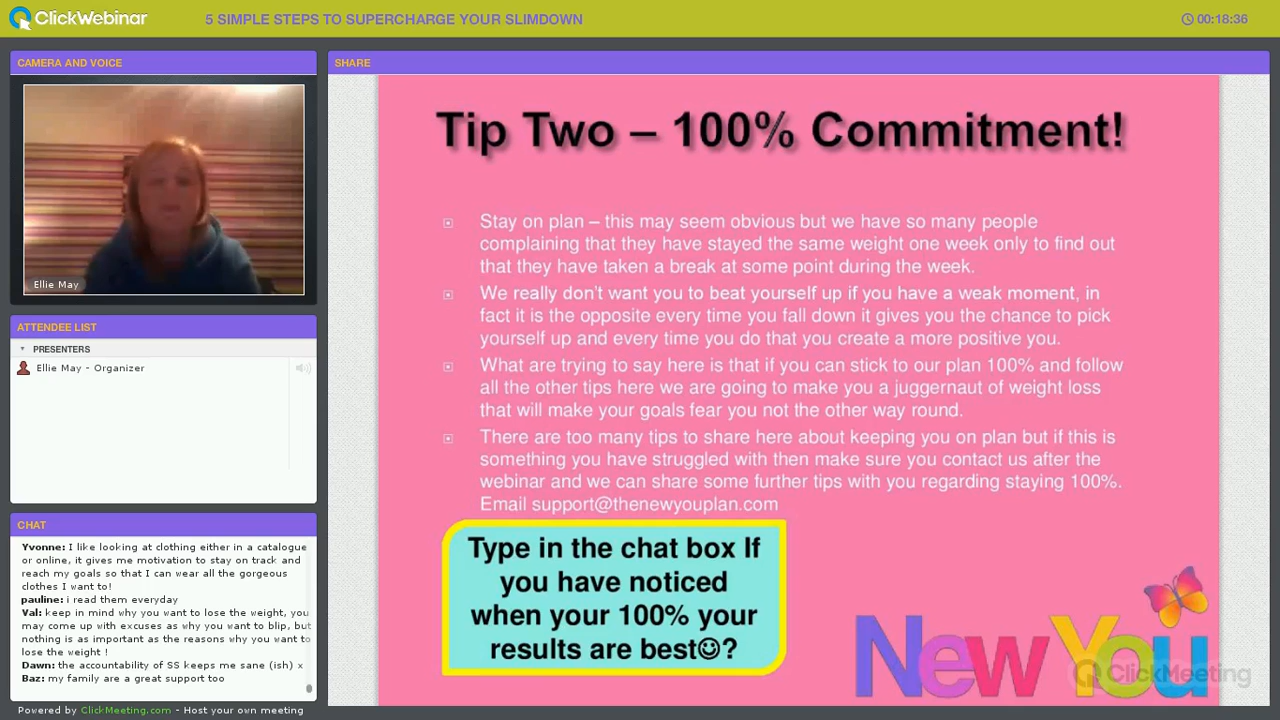 ClickWebinar
5 SIMPLE STEPS TO SUPERCHARGE YOUR SLIMDOWN
00:18:36
CAMERA AND VOICE
Ellie May
ATTENDEE LIST
PRESENTERS
Ellie May - Organizer
CHAT
Yvonne: I like looking at clothing either in a catalogue
or online, it gives me motivation to stay on track and
reach my goals so that I can wear all the gorgeous
clothes I want to!
pauline: i read them everyday
Val: keep in mind why you want to lose the weight, you
may come up with excuses as why you want to blip, but
nothing is as important as the reasons why you want to
lose the weight !
Dawn: the accountability of SS keeps me sane (ish) x
Baz: my family are a great support too
Powered by ClickMeeting.com - Host your own meeting
SHARE
Tip Two – 100% Commitment!
Stay on plan – this may seem obvious but we have so many people
complaining that they have stayed the same weight one week only to find out
that they have taken a break at some point during the week.
We really don't want you to beat yourself up if you have a weak moment, in
fact it is the opposite every time you fall down it gives you the chance to pick
yourself up and every time you do that you create a more positive you.
What are trying to say here is that if you can stick to our plan 100% and follow
all the other tips here we are going to make you a juggernaut of weight loss
that will make your goals fear you not the other way round.
There are too many tips to share here about keeping you on plan but if this is
something you have struggled with then make sure you contact us after the
webinar and we can share some further tips with you regarding staying 100%.
Email support@thenewyouplan.com
Type in the chat box If
you have noticed
when your 100% your
results are best☺?
New You
ClickMeeting